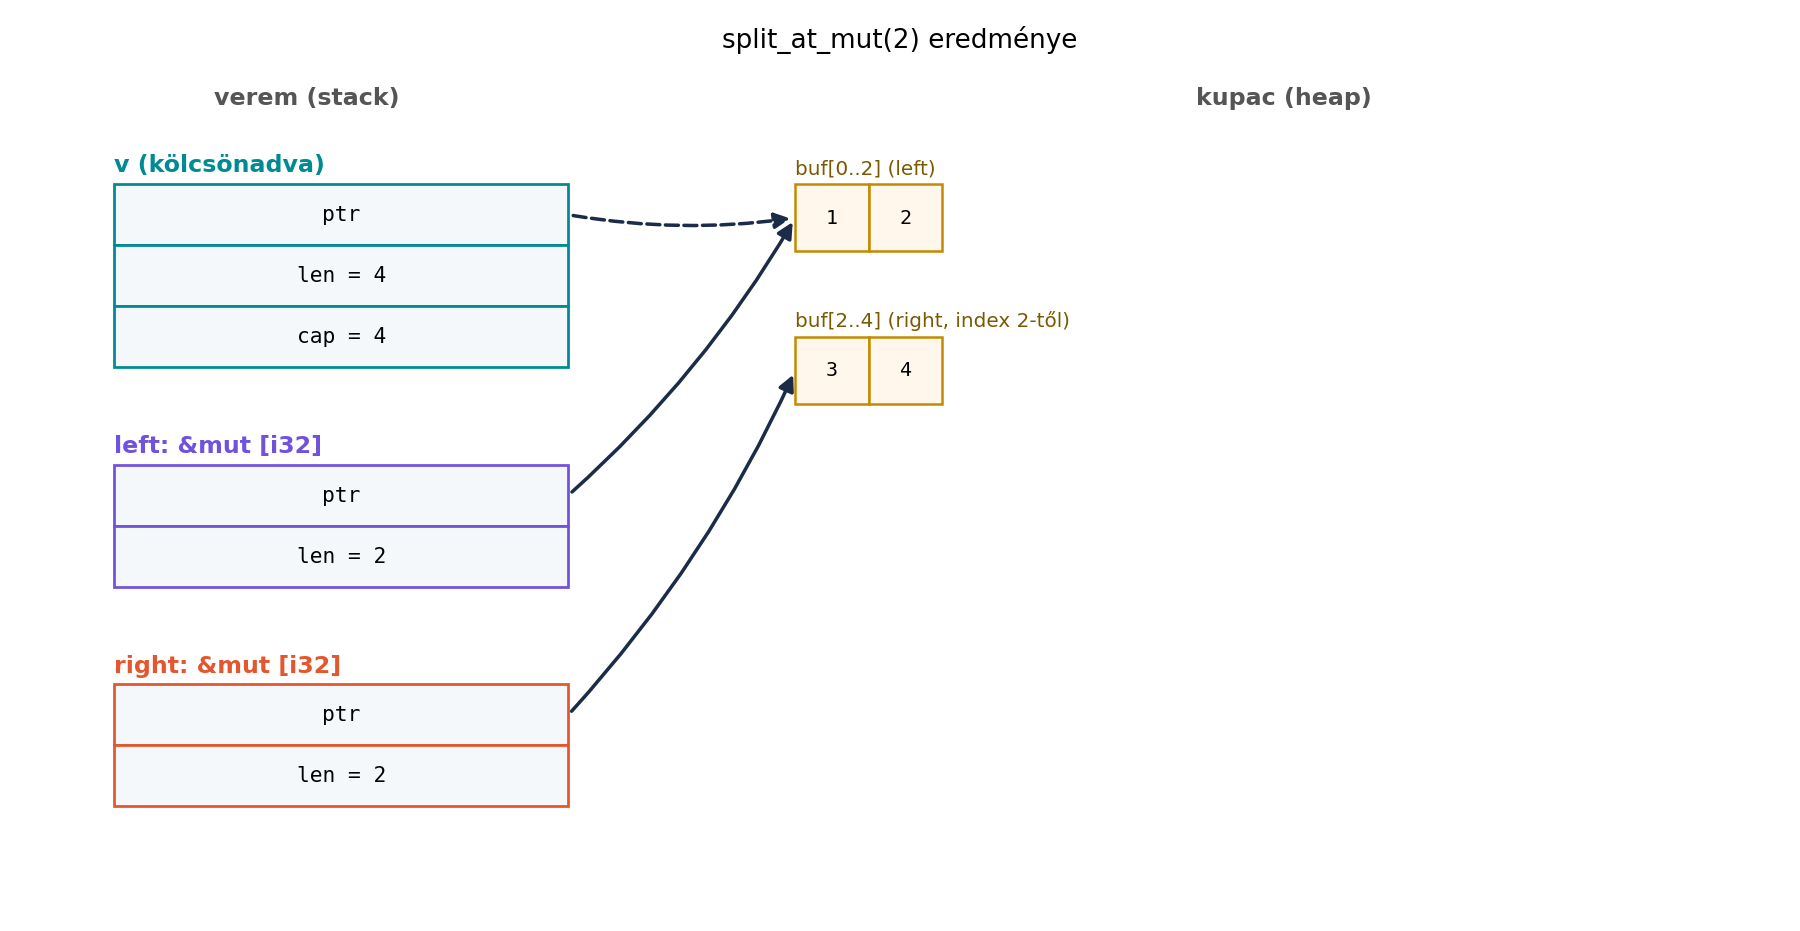 split_at_mut(2) eredménye
verem (stack)
kupac (heap)
v (kölcsönadva)
ptr
len = 4
cap = 4
buf[0..2] (left)
1 2
buf[2..4] (right, index 2-től)
3 4
left: &mut [i32]
ptr
len = 2
right: &mut [i32]
ptr
len = 2